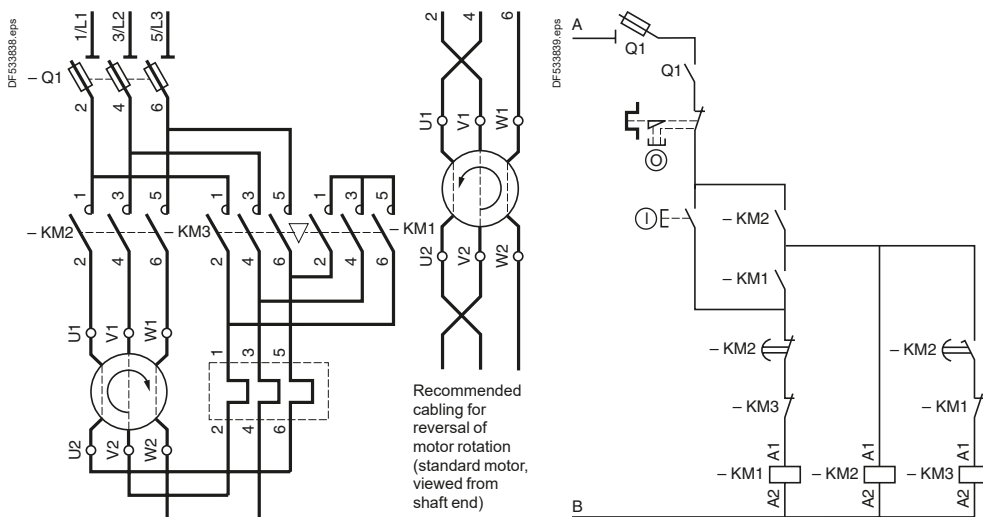 DF533838.eps
1/L1
3/L2
5/L3
– Q1
2
4
6
1
3
5
1
3
5
1
3
5
– KM2
– KM3
– KM1
2
4
6
2
4
6
2
4
6
U1
V1
W1
1
3
5
2
4
6
U2
V2
W2
2
4
6
U1
V1
W1
U2
V2
W2
Recommended
cabling for
reversal of
motor rotation
(standard motor,
viewed from
shaft end)
DF533839.eps
A
Q1
Q1
O
I
– KM2
– KM1
– KM2
– KM2
– KM3
– KM1
A1
A1
A1
– KM1
– KM2
– KM3
A2
A2
A2
B